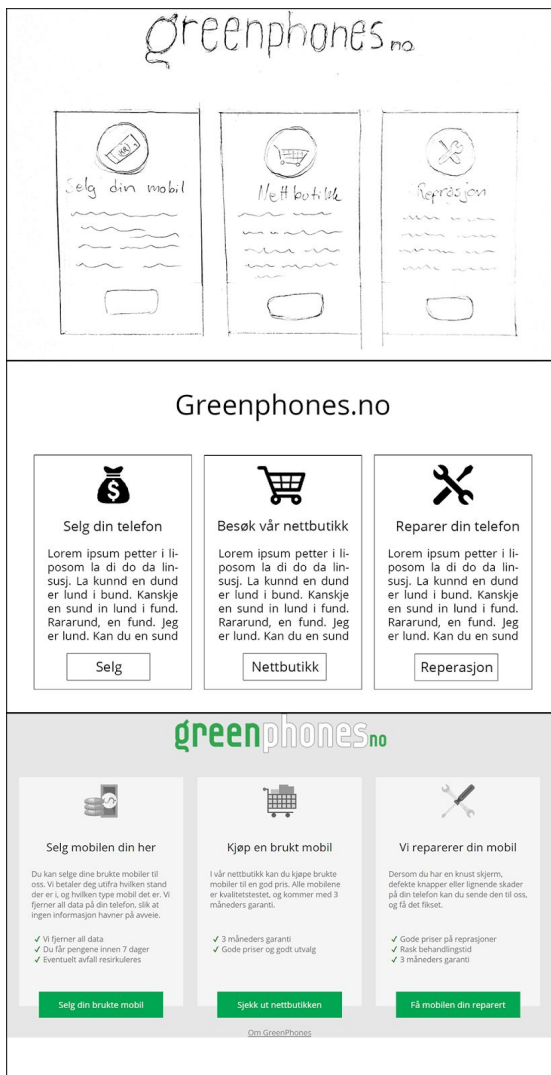 greenphones.no
Selg din mobil
Nettbutikk
Reprasjon
KR
Greenphones.no
Selg din telefon
Lorem ipsum petter i li-
posom la di do da lin-
susj. La kunnd en dund
er lund i bund. Kanskje
en sund in lund i fund.
Rararund, en fund. Jeg
er lund. Kan du en sund
Selg
Besøk vår nettbutikk
Lorem ipsum petter i li-
posom la di do da lin-
susj. La kunnd en dund
er lund i bund. Kanskje
en sund in lund i fund.
Rararund, en fund. Jeg
er lund. Kan du en sund
Nettbutikk
Reparer din telefon
Lorem ipsum petter i li-
posom la di do da lin-
susj. La kunnd en dund
er lund i bund. Kanskje
en sund in lund i fund.
Rararund, en fund. Jeg
er lund. Kan du en sund
Reperasjon
greenphones.no
Selg mobilen din her
Du kan selge dine brukte mobiler til
oss. Vi betaler deg utifra hvilken stand
der er i, og hvilken type mobil det er. Vi
fjerner all data på din telefon, slik at
ingen informasjon havner på avveie.
✓ Vi fjerner all data
✓ Du får pengene innen 7 dager
✓ Eventuelt avfall resirkuleres
Selg din brukte mobil
Kjøp en brukt mobil
I vår nettbutikk kan du kjøpe brukte
mobiler til en god pris. Alle mobilene
er kvalitetstestet, og kommer med 3
måneders garanti.
✓ 3 måneders garanti
✓ Gode priser og godt utvalg
Sjekk ut nettbutikken
Vi reparerer din mobil
Dersom du har en knust skjerm,
defekte knapper eller lignende skader
på din telefon kan du sende den til oss,
og få det fikset.
✓ Gode priser på reprasjoner
✓ Rask behandlingstid
✓ 3 måneders garanti
Få mobilen din reparert
Om GreenPhones